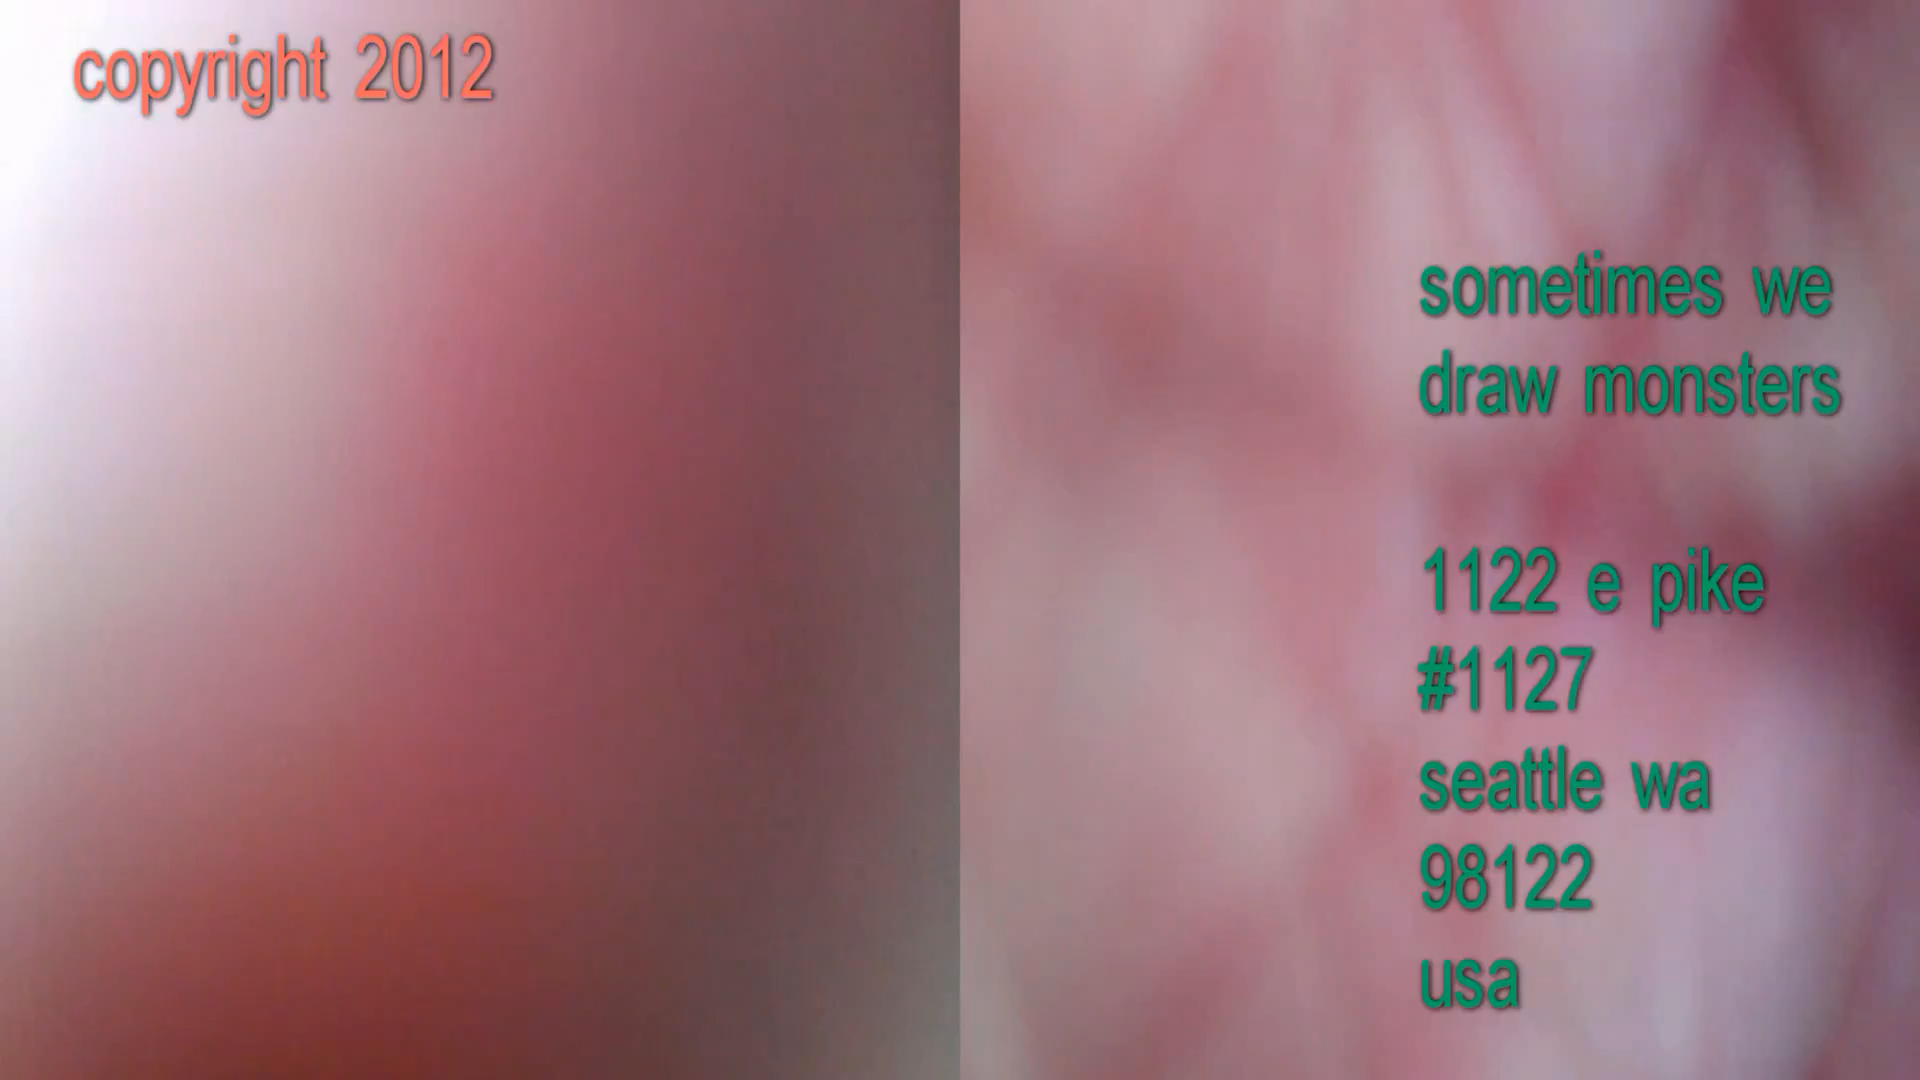 copyright 2012
sometimes we
draw monsters
1122 e pike
#1127
seattle wa
98122
usa